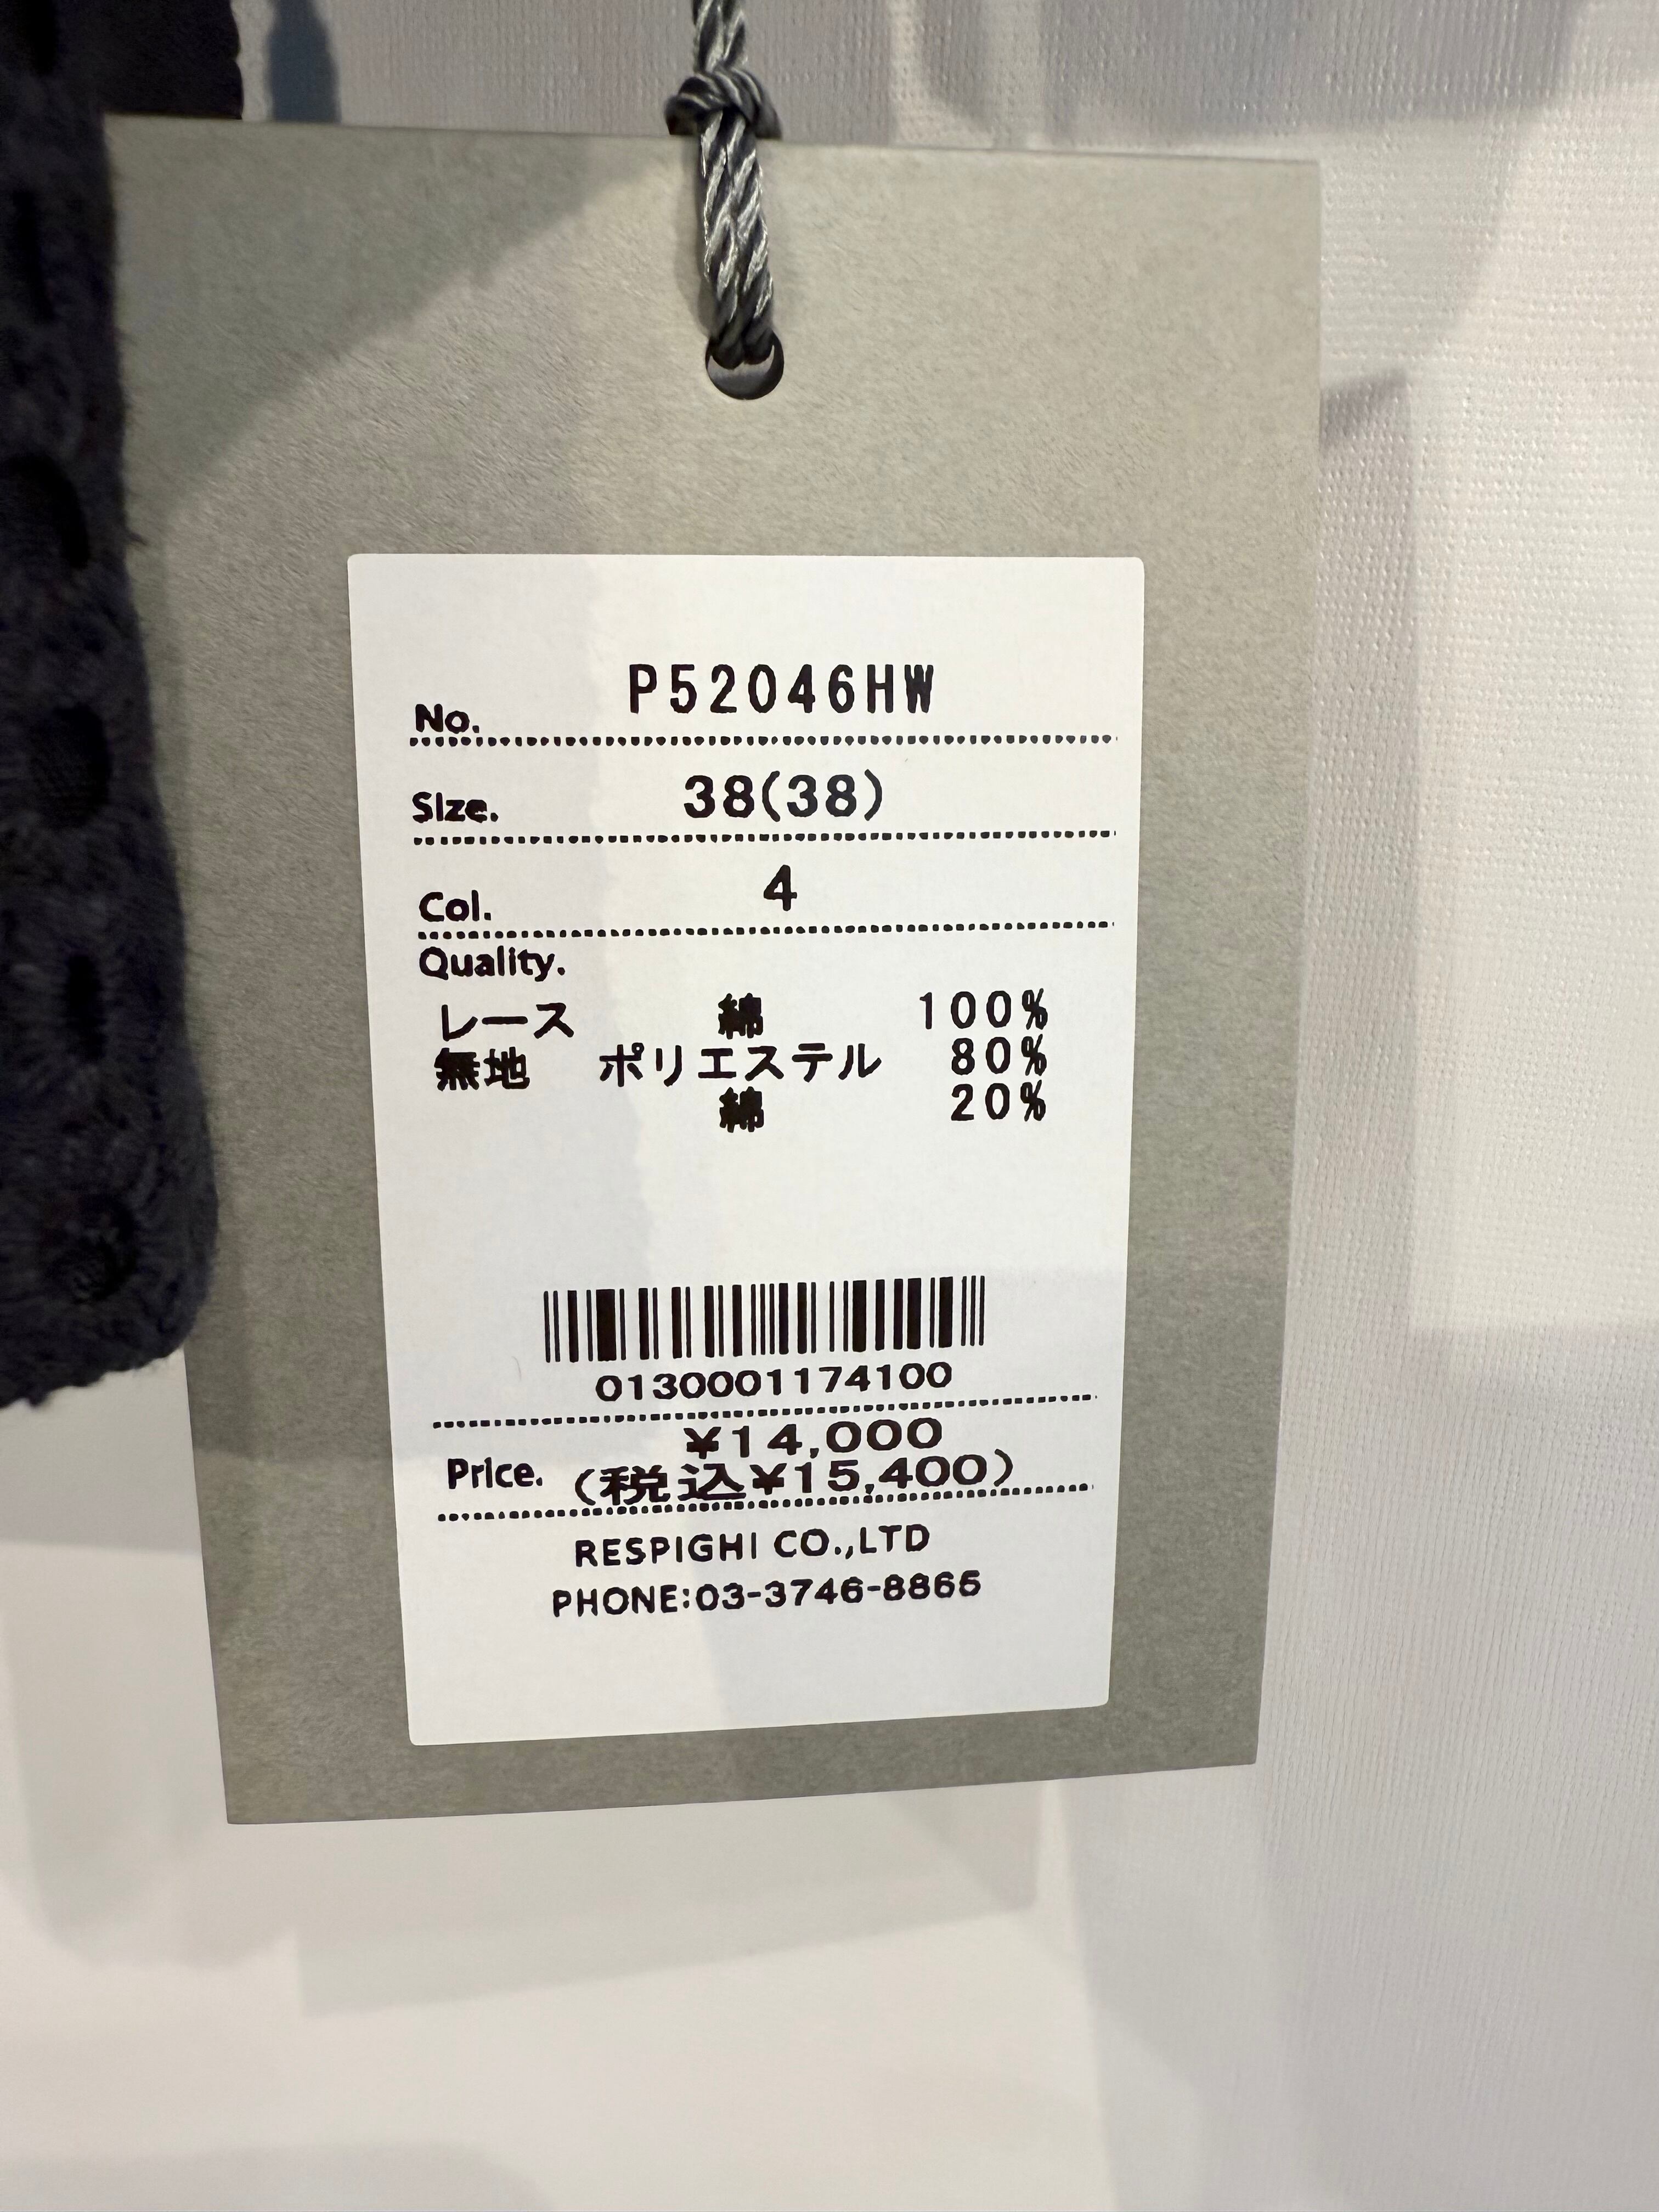 No. P52046HW
Size. 38(38)
Col. 4
Quality.
レース 綿 100%
無地 ポリエステル 80%
綿 20%
0130001174100
¥14,000
Price. (税込¥15,400)
RESPIGHI CO.,LTD
PHONE:03-3746-8865